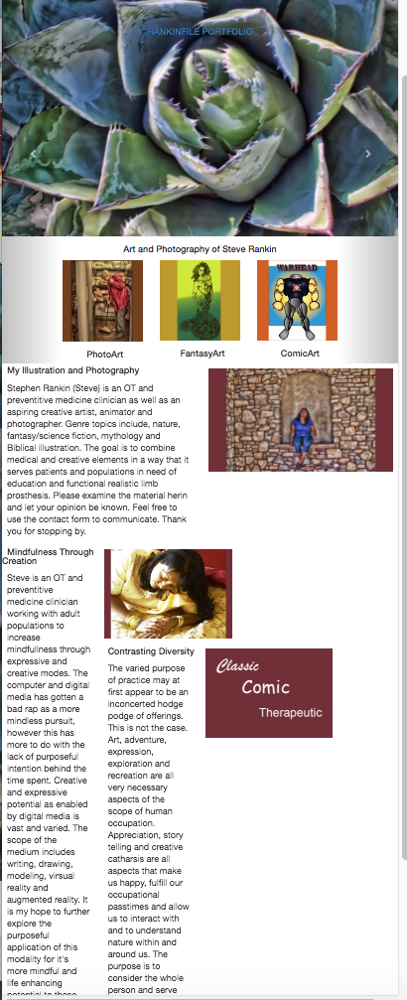 RANKINFILE PORTFOLIO
Art and Photography of Steve Rankin
WARHEAD
PhotoArt
FantasyArt
ComicArt
My Illustration and Photography
Stephen Rankin (Steve) is an OT and
preventitive medicine clinician as well as an
aspiring creative artist, animator and
photographer. Genre topics include, nature,
fantasy/science fiction, mythology and
Biblical illustration. The goal is to combine
medical and creative elements in a way that it
serves patients and populations in need of
education and functional realistic limb
prosthesis. Please examine the material herin
and let your opinion be known. Feel free to
use the contact form to communicate. Thank
you for stopping by.
Mindfulness Through
Creation
Steve is an OT and
preventitive
medicine clinician
working with adult
populations to
increase
mindfullness through
expressive and
creative modes. The
computer and digital
media has gotten a
bad rap as a more
mindless pursuit,
however this has
more to do with the
lack of purposeful
intention behind the
time spent. Creative
and expressive
potential as enabled
by digital media is
vast and varied. The
scope of the
medium includes
writing, drawing,
modeling, virsual
reality and
augmented reality. It
is my hope to further
explore the
purposeful
application of this
modality for it's
more mindful and
life enhancing
potential to those
Contrasting Diversity
The varied purpose
of practice may at
first appear to be an
inconcerted hodge
podge of offerings.
This is not the case.
Art, adventure,
expression,
exploration and
recreation are all
very necessary
aspects of the
scope of human
occupation.
Appreciation, story
telling and creative
catharsis are all
aspects that make
us happy, fulfill our
occupational
passtimes and allow
us to interact with
and to understand
nature within and
around us. The
purpose is to
consider the whole
person and serve
Classic
Comic
Therapeutic